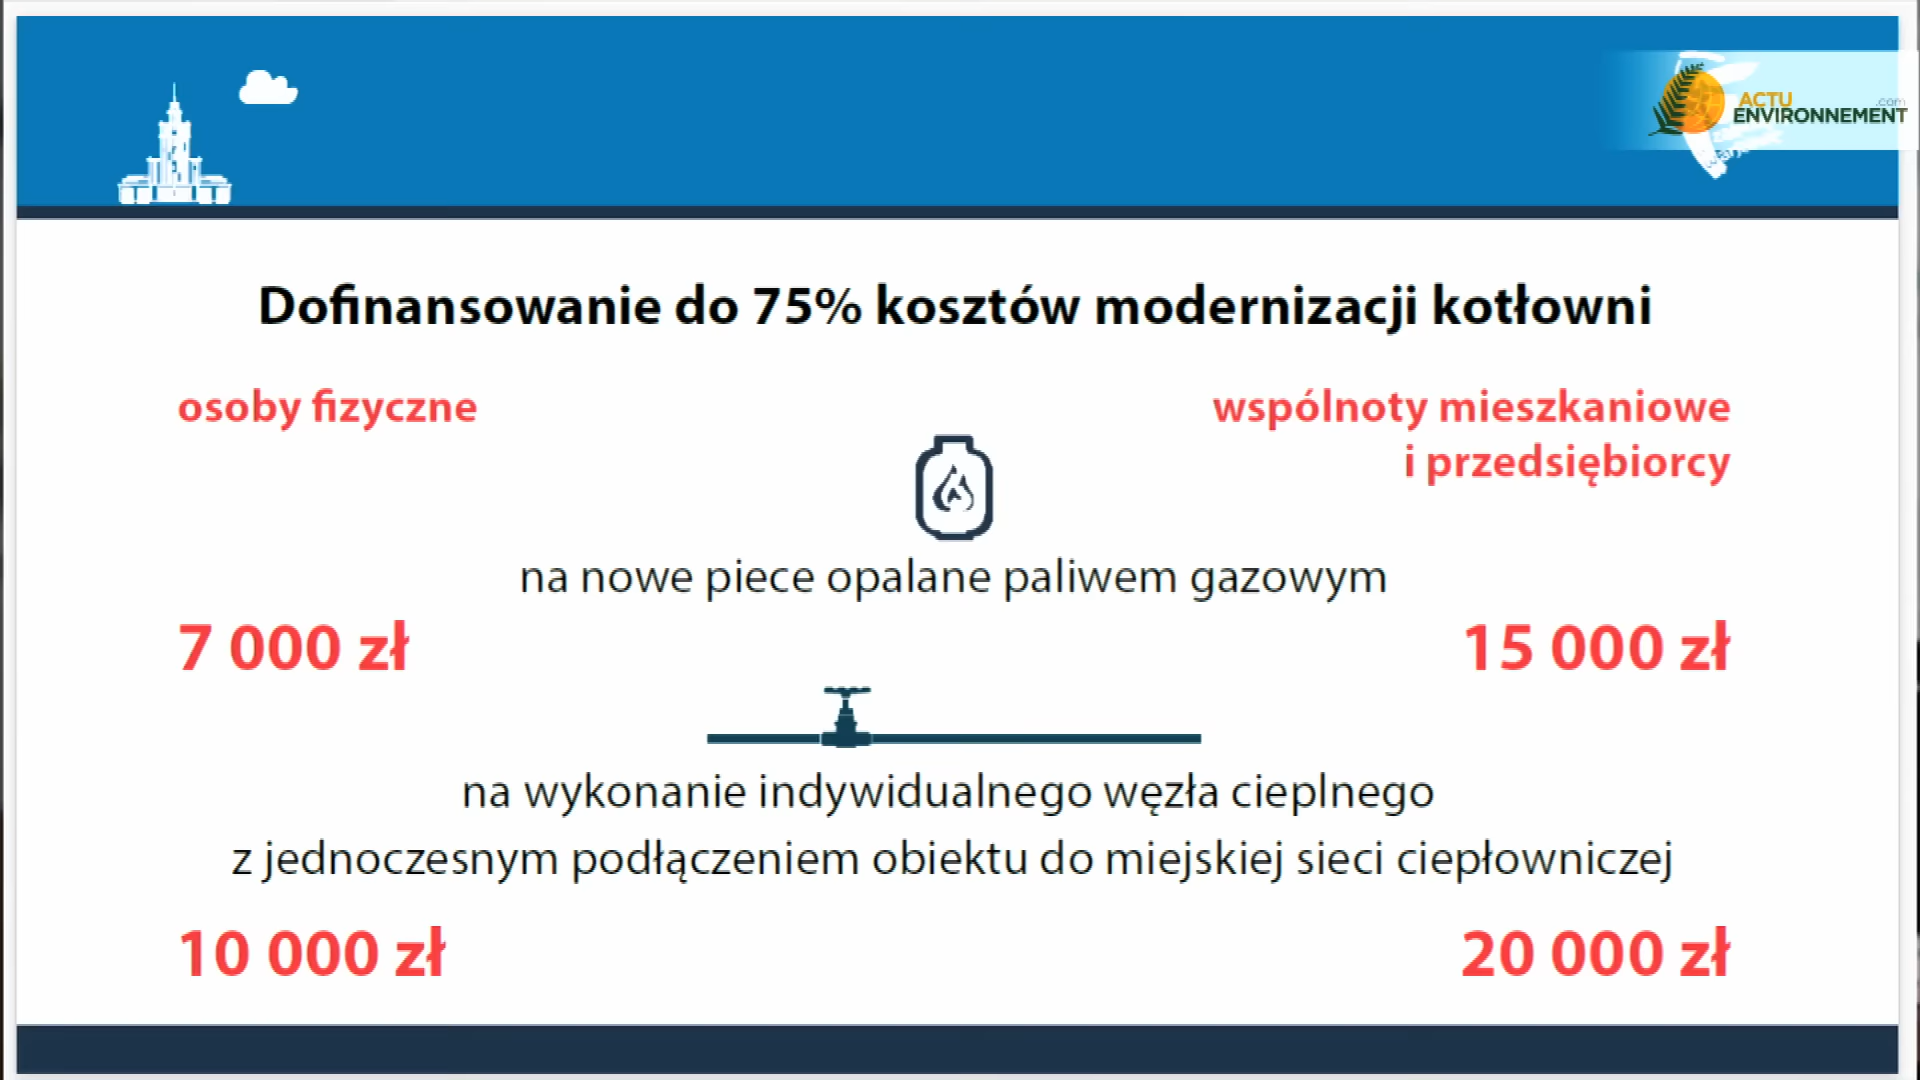 ACTU
.com
ENVIRONNEMENT
Dofinansowanie do 75% kosztów modernizacji kotłowni
osoby fizyczne
wspólnoty mieszkaniowe
i przedsiębiorcy
na nowe piece opalane paliwem gazowym
7 000 zł
15 000 zł
na wykonanie indywidualnego węzła cieplnego
z jednoczesnym podłączeniem obiektu do miejskiej sieci ciepłowniczej
10 000 zł
20 000 zł